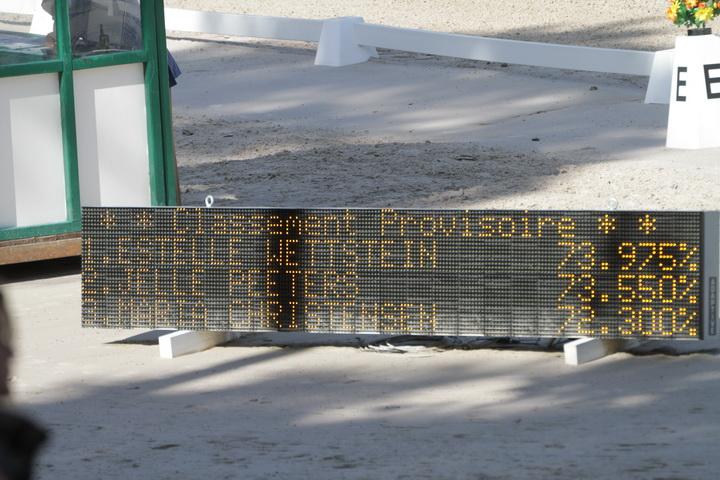 * * Classement Provisoire * *
1.ESTELLE WETTSTEIN 73.975%
2.JELLE PEETERS 73.550%
3.MARIA CHRISTENSEN 72.300%
E E